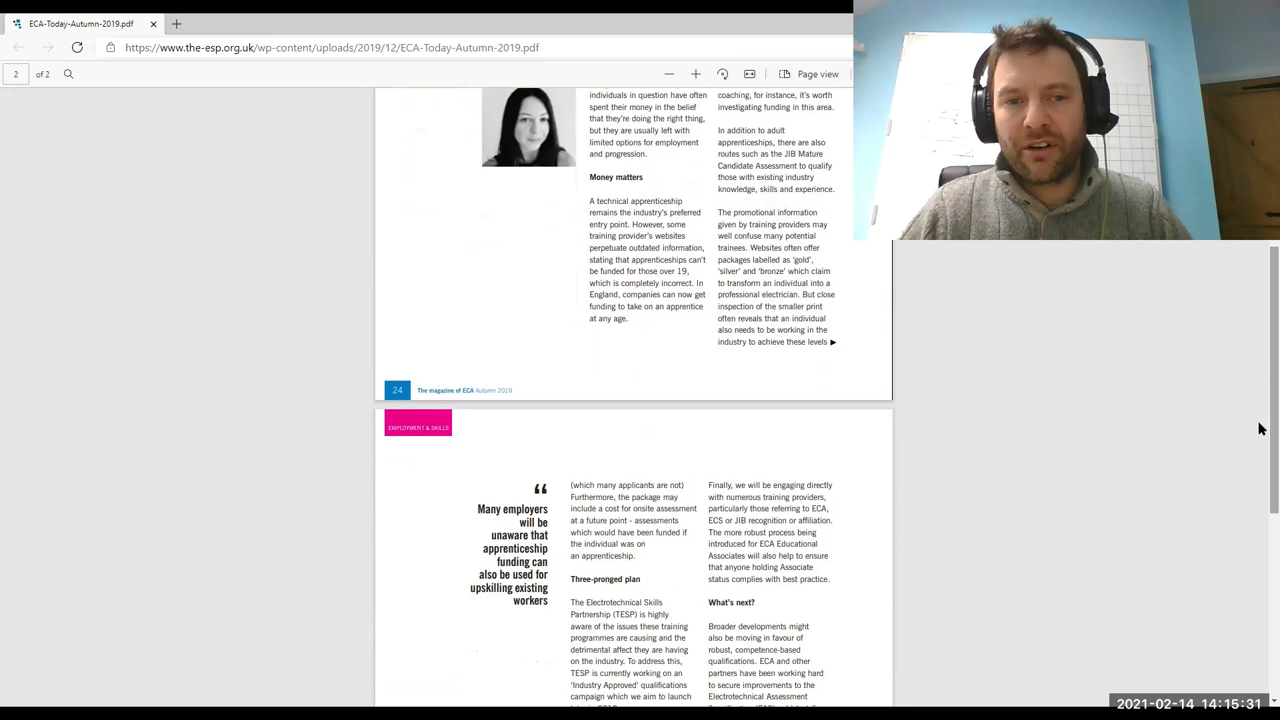 ECA-Today-Autumn-2019.pdf
https://www.the-esp.org.uk/wp-content/uploads/2019/12/ECA-Today-Autumn-2019.pdf
2 of 2
Page view
individuals in question have often
spent their money in the belief
that they're doing the right thing,
but they are usually left with
limited options for employment
and progression.
Money matters
A technical apprenticeship
remains the industry's preferred
entry point. However, some
training provider's websites
perpetuate outdated information,
stating that apprenticeships can't
be funded for those over 19,
which is completely incorrect. In
England, companies can now get
funding to take on an apprentice
at any age.
coaching, for instance, it's worth
investigating funding in this area.
In addition to adult
apprenticeships, there are also
routes such as the JIB Mature
Candidate Assessment to qualify
those with existing industry
knowledge, skills and experience.
The promotional information
given by training providers may
well confuse many potential
trainees. Websites often offer
packages labelled as 'gold',
'silver' and 'bronze' which claim
to transform an individual into a
professional electrician. But close
inspection of the smaller print
often reveals that an individual
also needs to be working in the
industry to achieve these levels ▶
24 The magazine of ECA Autumn 2019
EMPLOYMENT & SKILLS
“
Many employers
will be
unaware that
apprenticeship
funding can
also be used for
upskilling existing
workers
(which many applicants are not)
Furthermore, the package may
include a cost for onsite assessment
at a future point - assessments
which would have been funded if
the individual was on
an apprenticeship.
Three-pronged plan
The Electrotechnical Skills
Partnership (TESP) is highly
aware of the issues these training
programmes are causing and the
detrimental affect they are having
on the industry. To address this,
TESP is currently working on an
'Industry Approved' qualifications
campaign which we aim to launch
Finally, we will be engaging directly
with numerous training providers,
particularly those referring to ECA,
ECS or JIB recognition or affiliation.
The more robust process being
introduced for ECA Educational
Associates will also help to ensure
that anyone holding Associate
status complies with best practice.
What's next?
Broader developments might
also be moving in favour of
robust, competence-based
qualifications. ECA and other
partners have been working hard
to secure improvements to the
Electrotechnical Assessment
2021-02-14 14:15:31